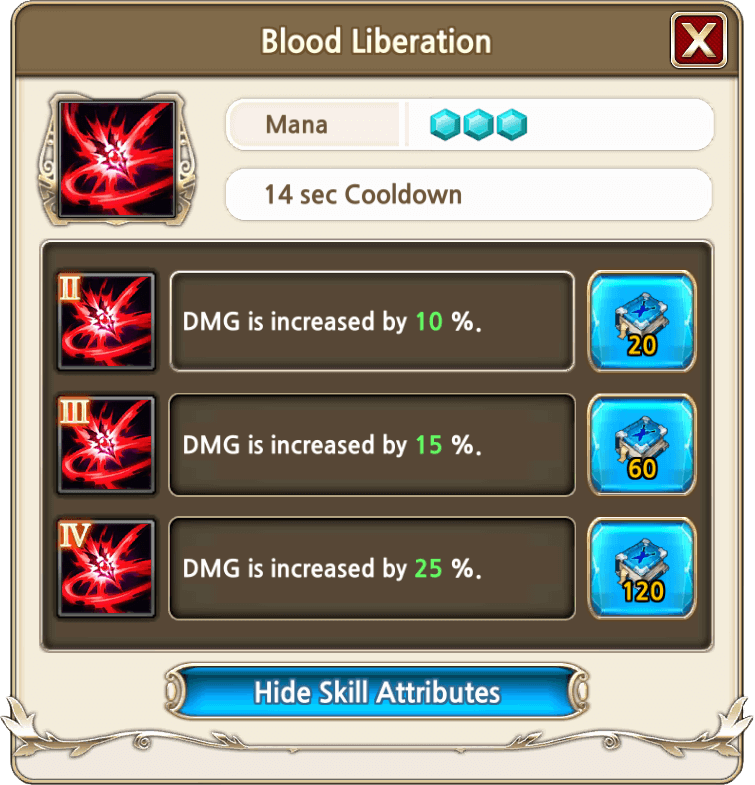 Blood Liberation
X
Mana
14 sec Cooldown
II
DMG is increased by 10 %.
20
III
DMG is increased by 15 %.
60
IV
DMG is increased by 25 %.
120
Hide Skill Attributes